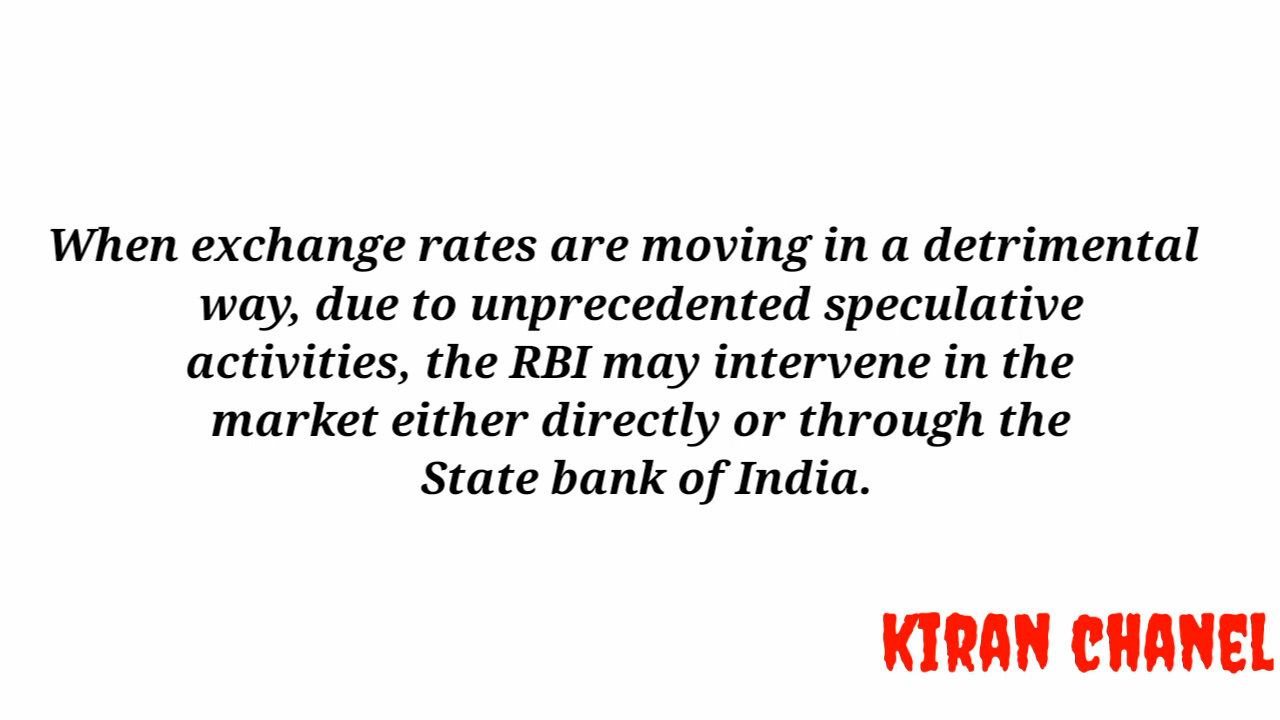 When exchange rates are moving in a detrimental
way, due to unprecedented speculative
activities, the RBI may intervene in the
market either directly or through the
State bank of India.
KIRAN CHANEL